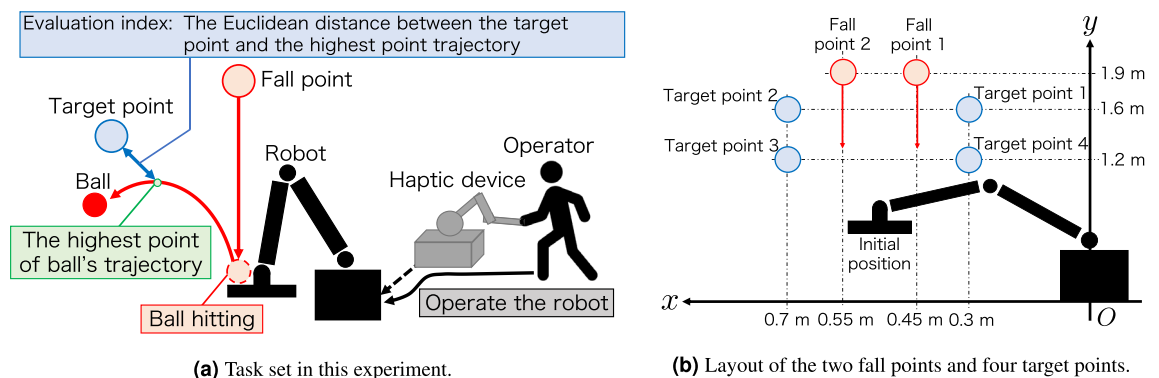 Evaluation index: The Euclidean distance between the target
point and the highest point trajectory
Fall point
Target point
Robot
Operator
Haptic device
Ball
The highest point
of ball's trajectory
Ball hitting
Operate the robot
(a) Task set in this experiment.
Fall
point 2
Fall
point 1
y
1.9 m
Target point 2
Target point 1
1.6 m
Target point 3
Target point 4
1.2 m
Initial
position
x
0.7 m 0.55 m 0.45 m 0.3 m
O
(b) Layout of the two fall points and four target points.